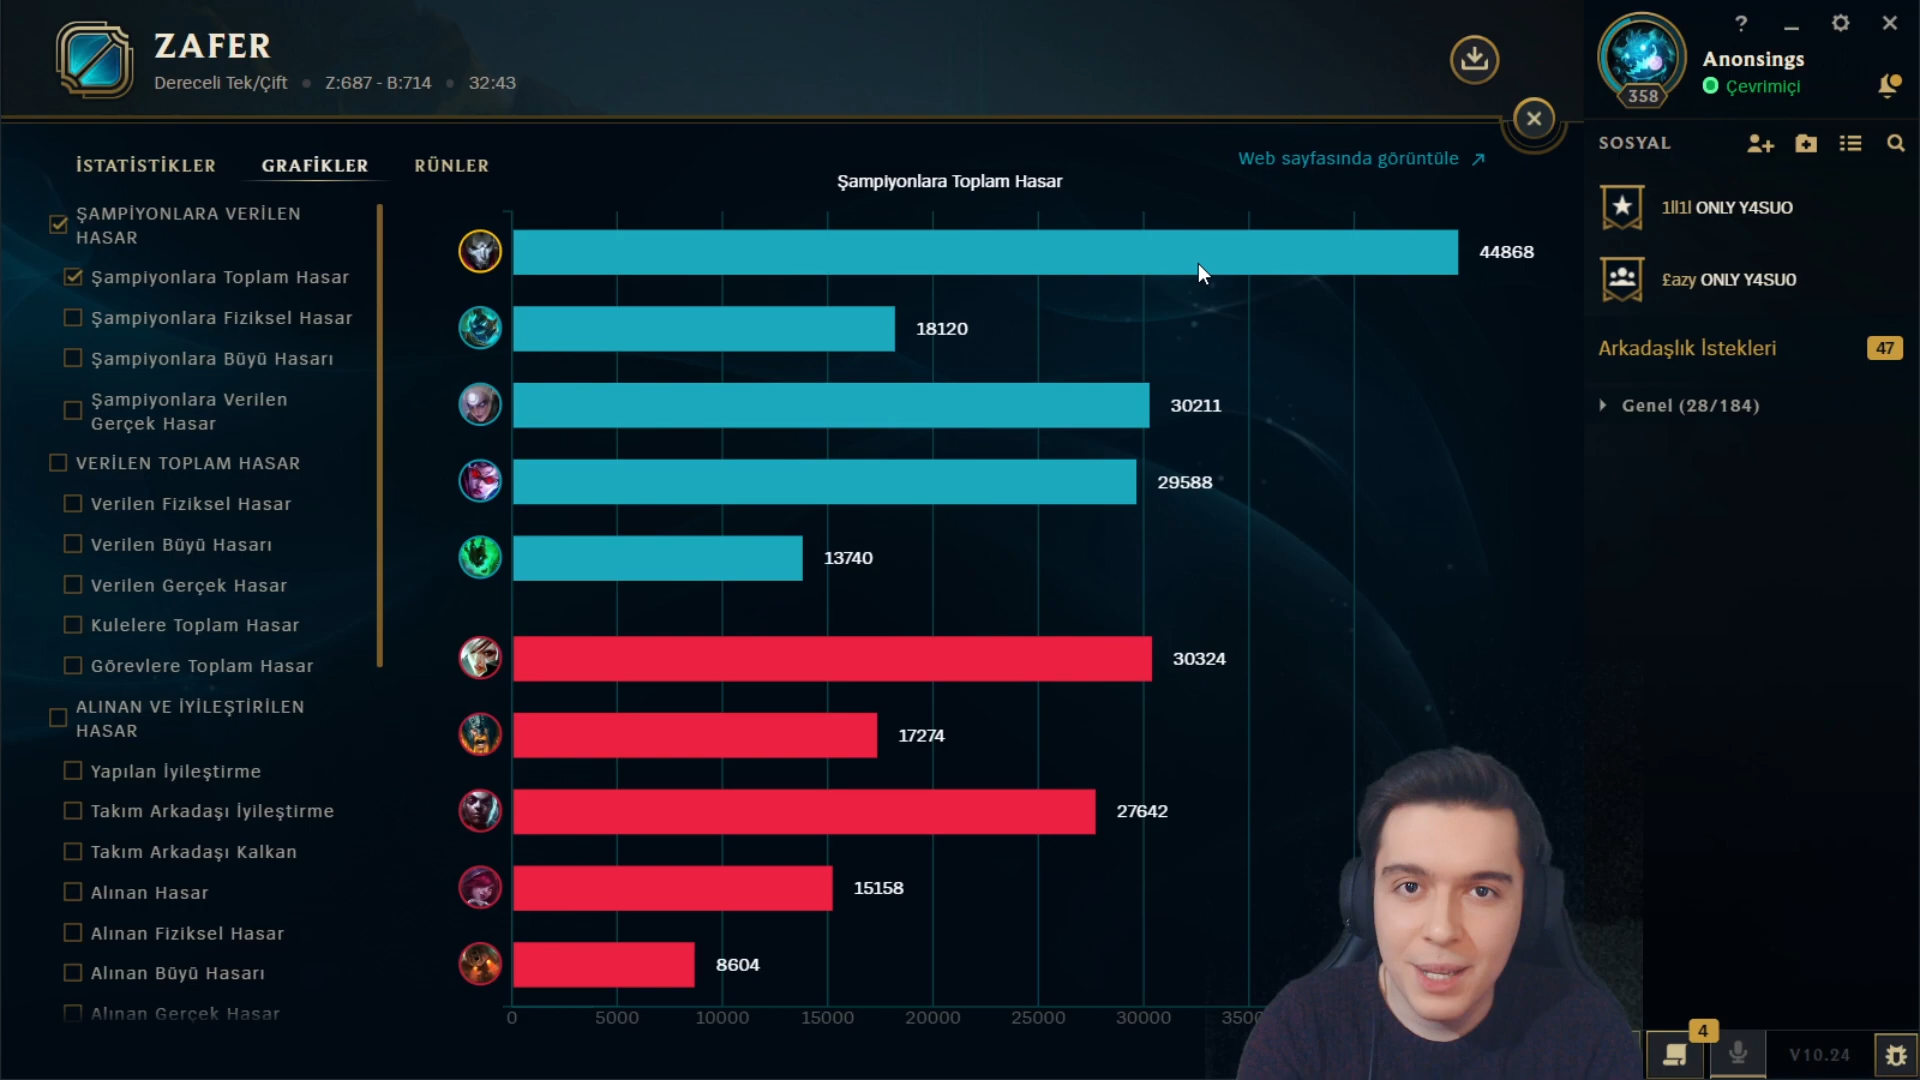 ZAFER
Dereceli Tek/Çift • Z:687 - B:714 • 32:43
İSTATİSTİKLER GRAFİKLER RÜNLER
Web sayfasında görüntüle
Şampiyonlara Toplam Hasar
ŞAMPİYONLARA VERİLEN
HASAR
Şampiyonlara Toplam Hasar
Şampiyonlara Fiziksel Hasar
Şampiyonlara Büyü Hasarı
Şampiyonlara Verilen
Gerçek Hasar
VERİLEN TOPLAM HASAR
Verilen Fiziksel Hasar
Verilen Büyü Hasarı
Verilen Gerçek Hasar
Kulelere Toplam Hasar
Görevlere Toplam Hasar
ALINAN VE İYİLEŞTİRİLEN
HASAR
Yapılan İyileştirme
Takım Arkadaşı İyileştirme
Takım Arkadaşı Kalkan
Alınan Hasar
Alınan Fiziksel Hasar
Alınan Büyü Hasarı
Alınan Gerçek Hasar
44868
18120
30211
29588
13740
30324
17274
27642
15158
8604
0 5000 10000 15000 20000 25000 30000
?
Anonsings
Çevrimiçi
358
SOSYAL
1ll1l ONLY Y4SUO
£azy ONLY Y4SUO
Arkadaşlık İstekleri 47
Genel (28/184)
4
V10.24